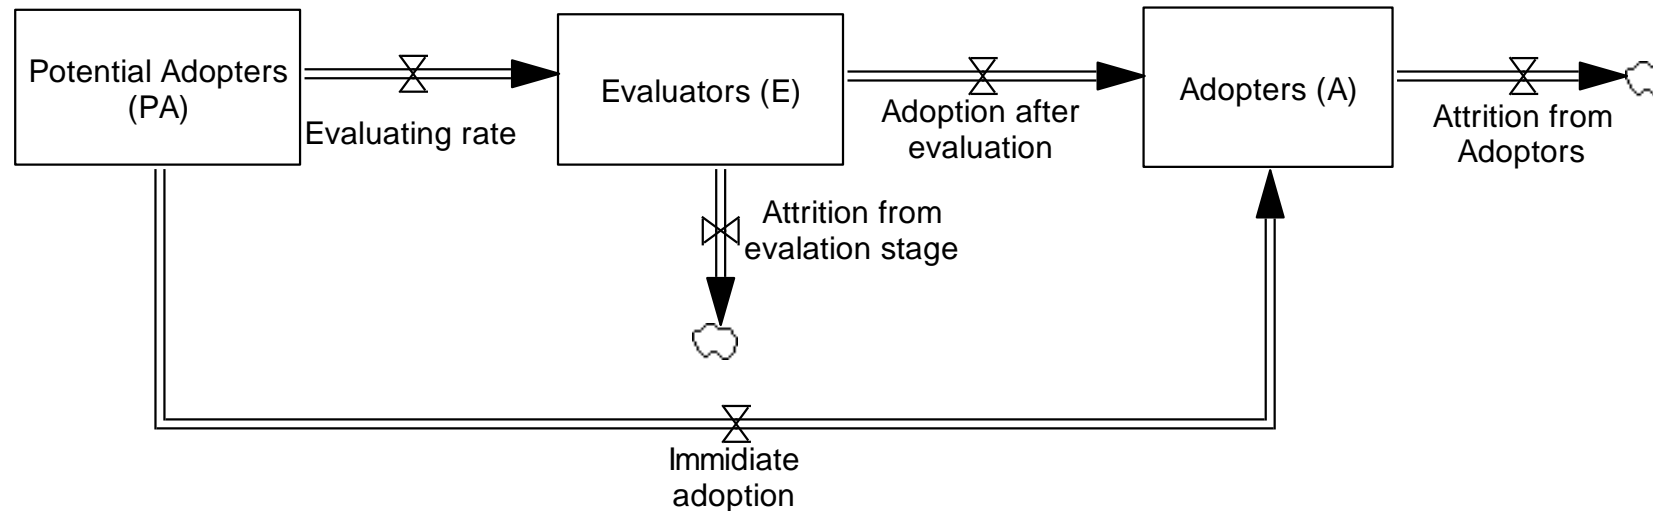 Potential Adopters
(PA)
Evaluating rate
Evaluators (E)
Adoption after
evaluation
Adopters (A)
Attrition from
Adoptors
Attrition from
evalation stage
Immidiate
adoption